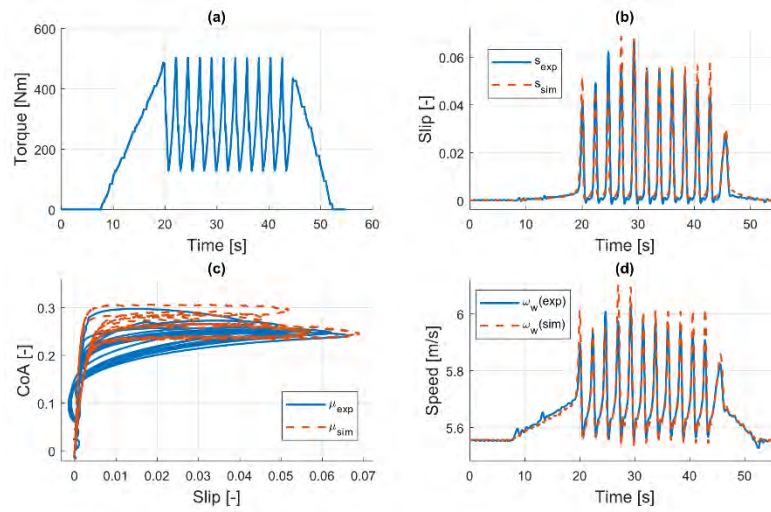 (a)
Torque [Nm]
600
400
200
0
0 10 20 30 40 50 60
Time [s]
(b)
Slip [-]
0.06
0.04
0.02
0
s_exp
s_sim
0 10 20 30 40 50
Time [s]
(c)
CoA [-]
0.3
0.2
0.1
0
μ_exp
μ_sim
0 0.01 0.02 0.03 0.04 0.05 0.06 0.07
Slip [-]
(d)
Speed [m/s]
6
5.8
5.6
ω_w(exp)
ω_w(sim)
0 10 20 30 40 50
Time [s]